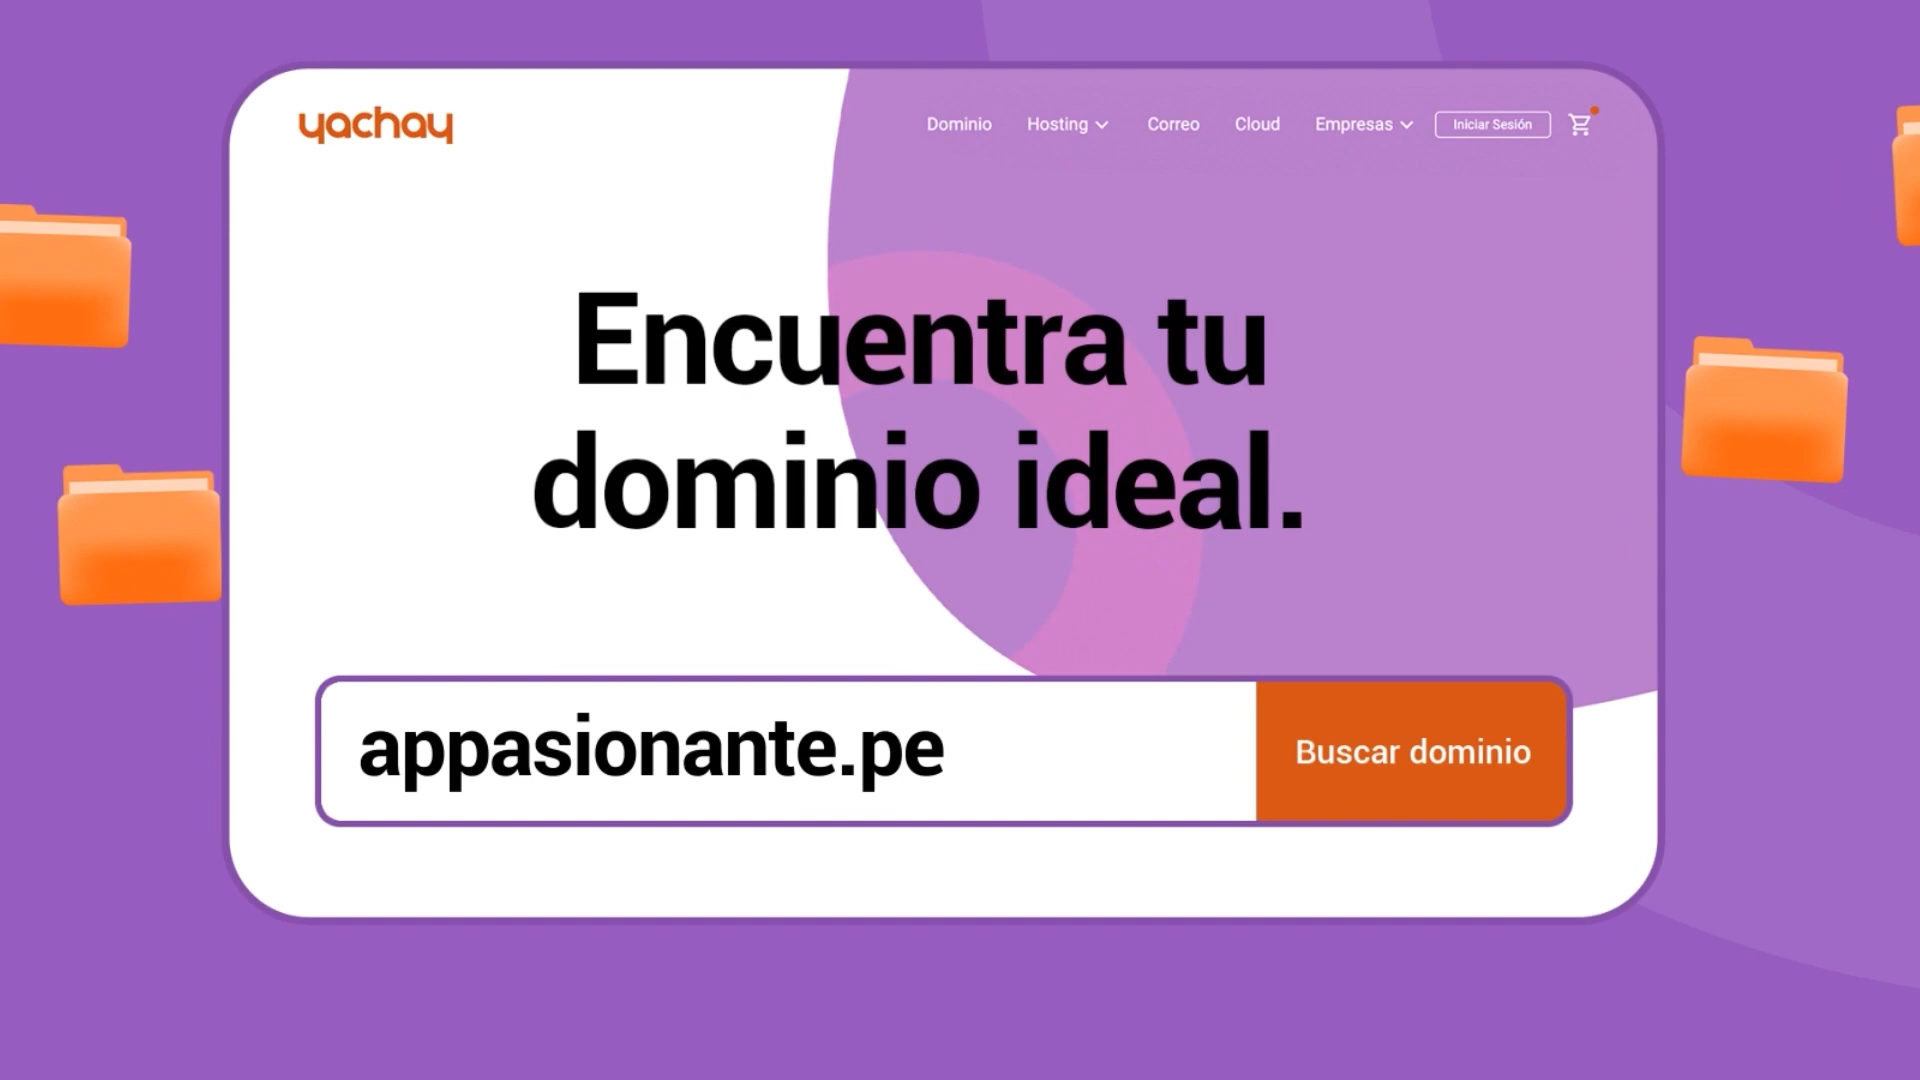 yachay
Dominio Hosting Correo Cloud Empresas Iniciar Sesión
Encuentra tu
dominio ideal.
appasionante.pe Buscar dominio